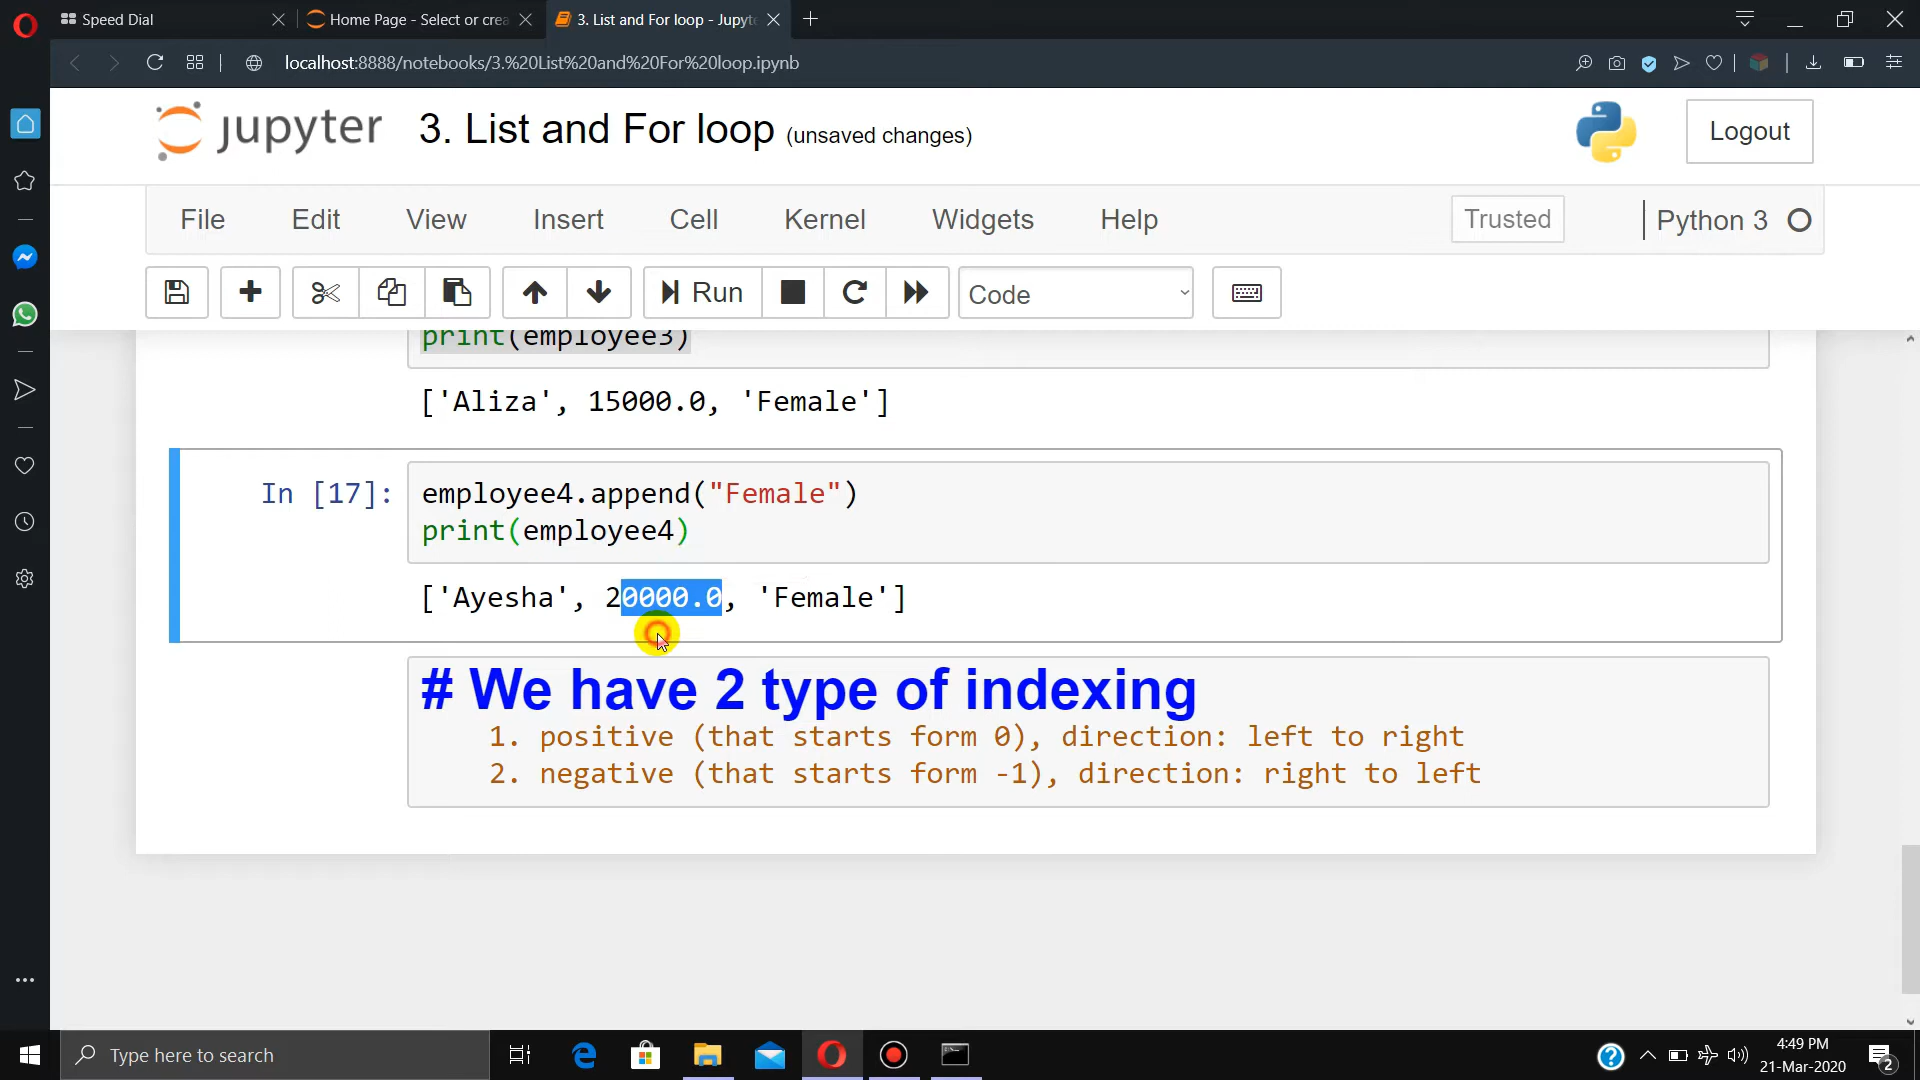 Speed Dial
Home Page - Select or crea
3. List and For loop - Jupyte
localhost:8888/notebooks/3.%20List%20and%20For%20loop.ipynb
jupyter 3. List and For loop (unsaved changes)
Logout
File Edit View Insert Cell Kernel Widgets Help
Trusted
Python 3
Run
Code
print(employee3)
['Aliza', 15000.0, 'Female']
In [17]:
employee4.append("Female")
print(employee4)
['Ayesha', 20000.0, 'Female']
# We have 2 type of indexing
1. positive (that starts form 0), direction: left to right
2. negative (that starts form -1), direction: right to left
Type here to search
4:49 PM
21-Mar-2020
2